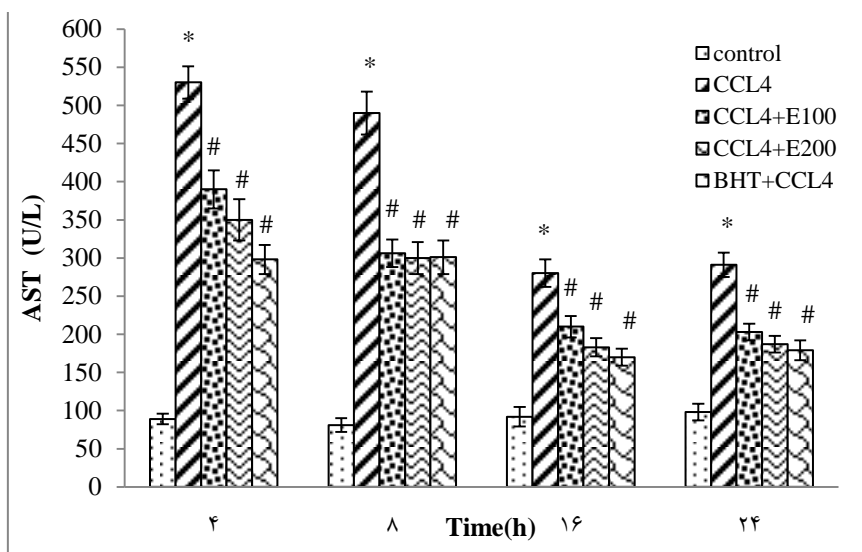 AST (U/L)
600
550
500
450
400
350
300
250
200
150
100
50
0
* # # #
* # # #
* # # #
* # # #
control
CCL4
CCL4+E100
CCL4+E200
BHT+CCL4
۴ ۸ Time(h) ۱۶ ۲۴